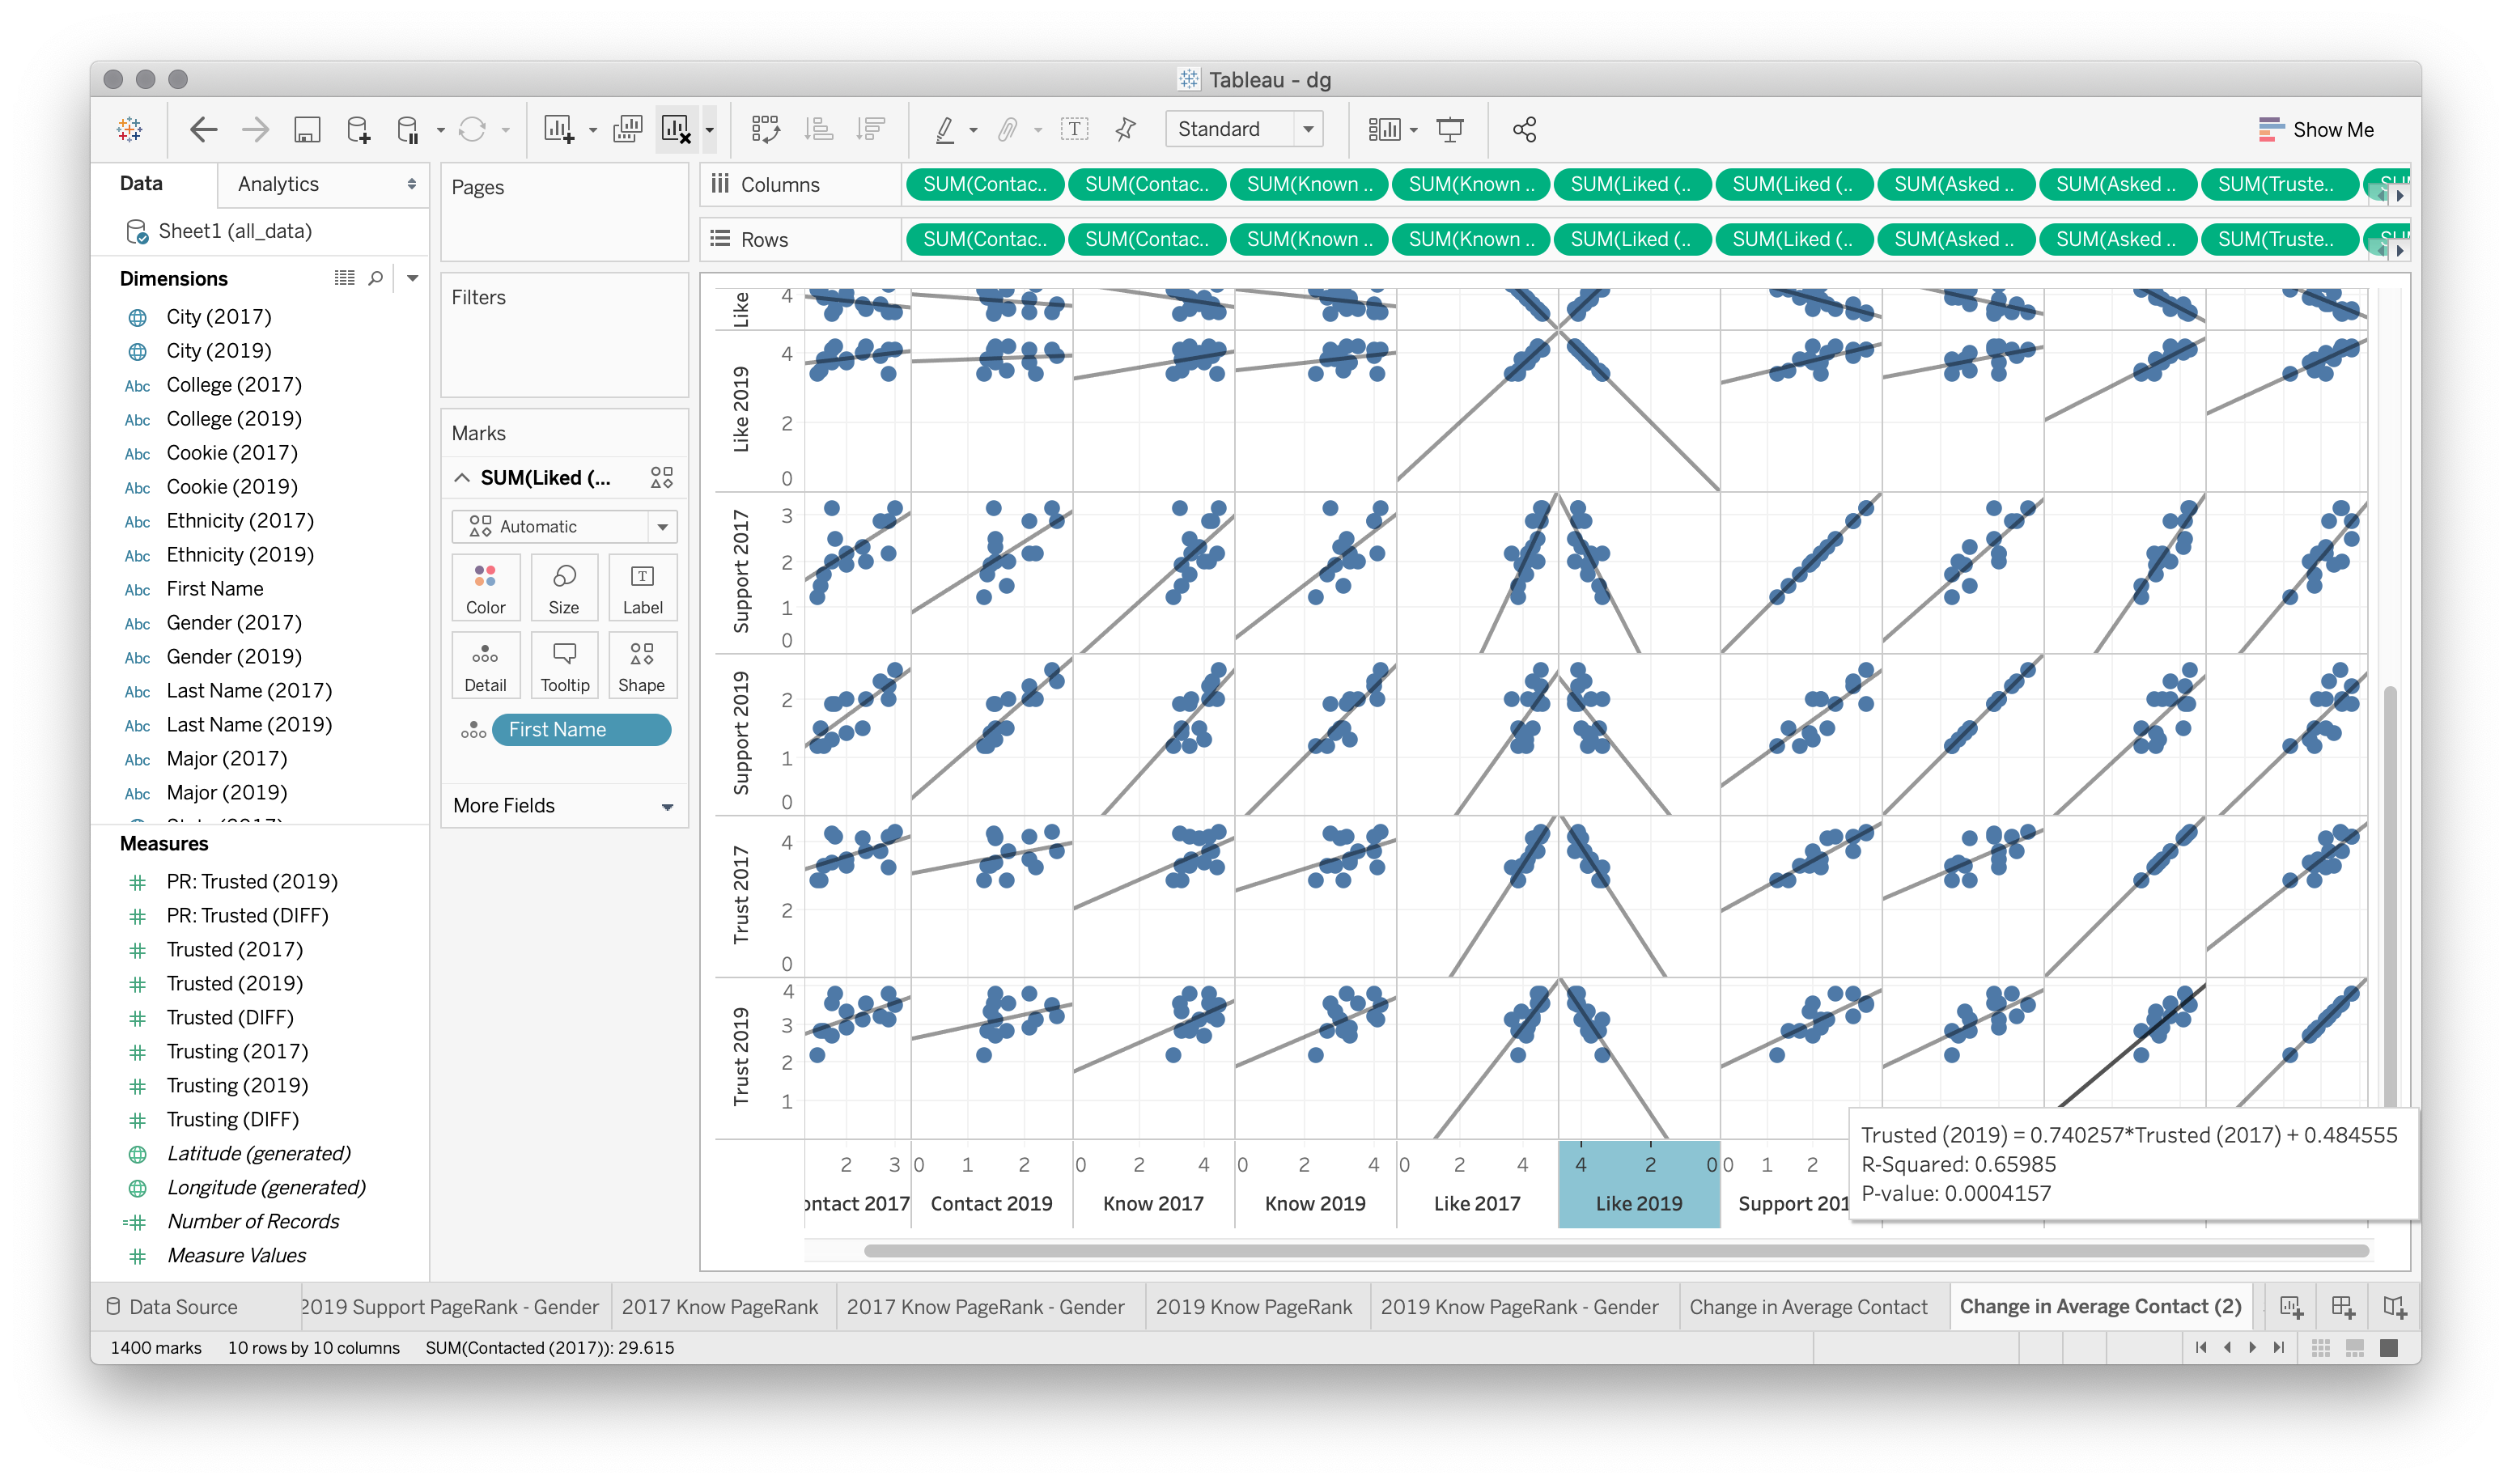 Tableau - dg
Standard
Show Me
Data
Analytics
Pages
Columns
SUM(Contac..
SUM(Contac..
SUM(Known ..
SUM(Known ..
SUM(Liked (..
SUM(Liked (..
SUM(Asked ..
SUM(Asked ..
SUM(Truste..
Sheet1 (all_data)
Rows
SUM(Contac..
SUM(Contac..
SUM(Known ..
SUM(Known ..
SUM(Liked (..
SUM(Liked (..
SUM(Asked ..
SUM(Asked ..
SUM(Truste..
Dimensions
Abc City (2017)
City (2019)
Abc College (2017)
Abc College (2019)
Abc Cookie (2017)
Abc Cookie (2019)
Abc Ethnicity (2017)
Abc Ethnicity (2019)
Abc First Name
Abc Gender (2017)
Abc Gender (2019)
Abc Last Name (2017)
Abc Last Name (2019)
Abc Major (2017)
Abc Major (2019)
Measures
PR: Trusted (2019)
PR: Trusted (DIFF)
Trusted (2017)
Trusted (2019)
Trusted (DIFF)
Trusting (2017)
Trusting (2019)
Trusting (DIFF)
Latitude (generated)
Longitude (generated)
Number of Records
Measure Values
Filters
Marks
SUM(Liked (...
Automatic
Color
Size
Label
Detail
Tooltip
Shape
First Name
More Fields
Like
4
Like 2019
4
2
0
Support 2017
3
2
1
0
Support 2019
2
1
0
Trust 2017
4
2
0
Trust 2019
4
3
2
1
2 3 0 1 2 0 2 4 0 2 4 0 2 4 4 2 0 0 1 2
ontact 2017
Contact 2019
Know 2017
Know 2019
Like 2017
Like 2019
Support 201
Trusted (2019) = 0.740257*Trusted (2017) + 0.484555
R-Squared: 0.65985
P-value: 0.0004157
Data Source
2019 Support PageRank - Gender
2017 Know PageRank
2017 Know PageRank - Gender
2019 Know PageRank
2019 Know PageRank - Gender
Change in Average Contact
Change in Average Contact (2)
1400 marks
10 rows by 10 columns
SUM(Contacted (2017)): 29.615